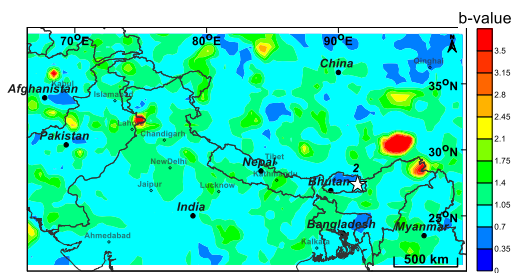 b-value
70°E 80°E 90°E
N
3.5
China
Qinghai
3.15
Kabul
35°N
Afghanistan
Islamabad
2.8
2.45
Lahore
Pakistan
Chandigarh
2.1
30°N
Tibet
NewDelhi
Nepal
1.75
Kathmandu
2
Jaipur
Lucknow
Bhutan
1.4
India
1.05
25°N
Bangladesh
Myanmar
0.7
Ahmedabad
Kalkata
0.35
500 km
0